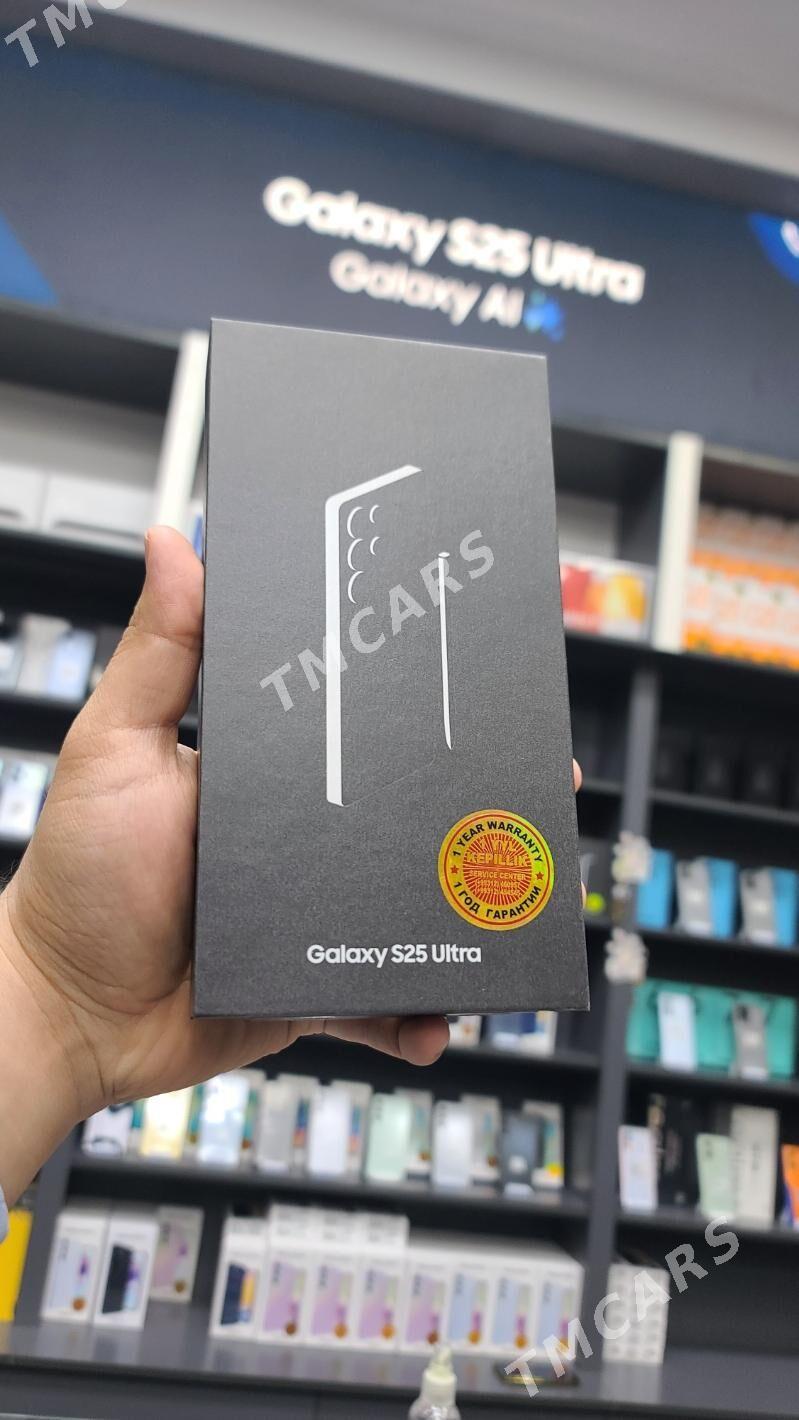 TMCARS
Galaxy S25 Ultra
Galaxy AI
TMCARS
1 YEAR WARRANTY
KEPILLIK
SERVICE CENTER
1 ГОД ГАРАНТИИ
Galaxy S25 Ultra
TMCARS